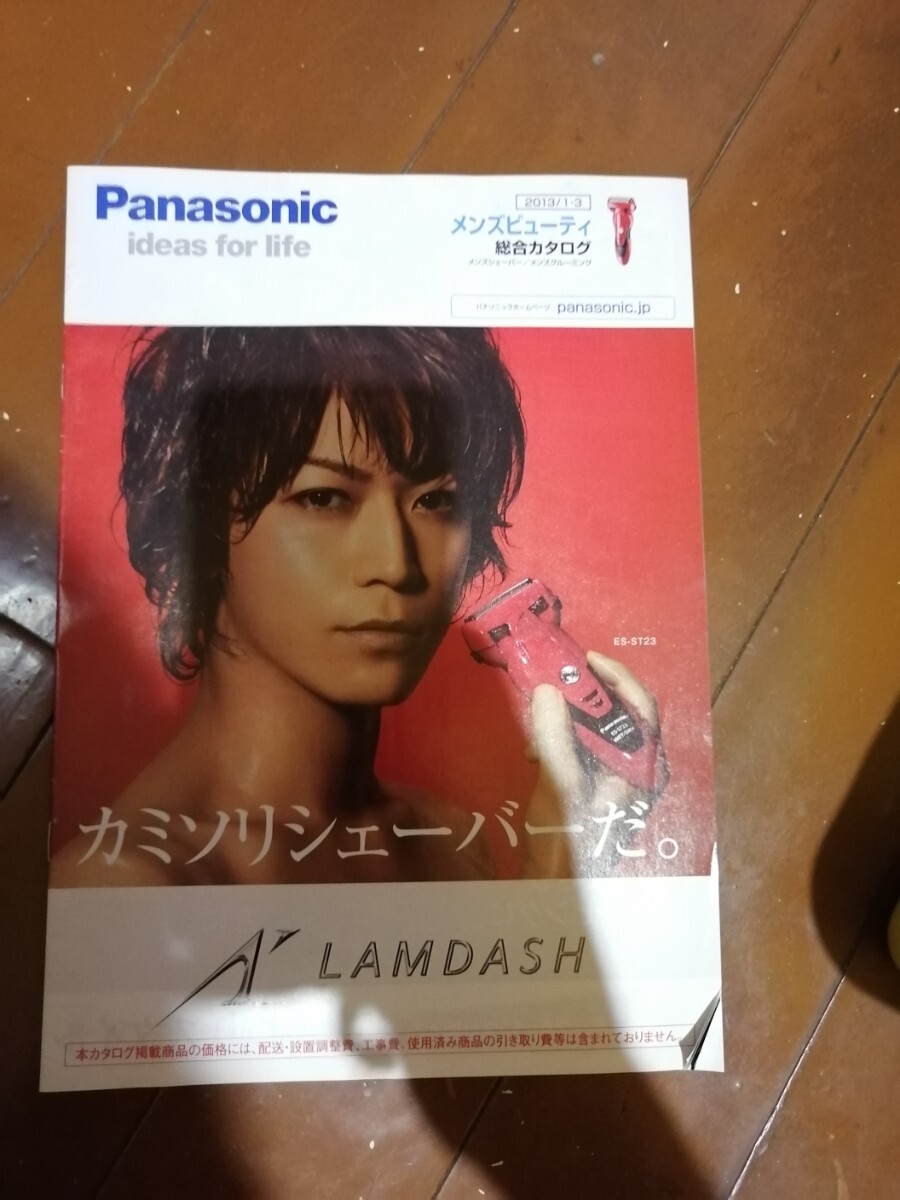 Panasonic
ideas for life
2013/1-3
メンズビューティ
総合カタログ
メンズシェーバー／メンズグルーミング
パナソニックホームページ panasonic.jp
ES-ST23
Panasonic
ES-ST23
カミソリシェーバーだ。
LAMDASH
本カタログ掲載商品の価格には、配送・設置調整費、工事費、使用済み商品の引き取り費等は含まれておりません。